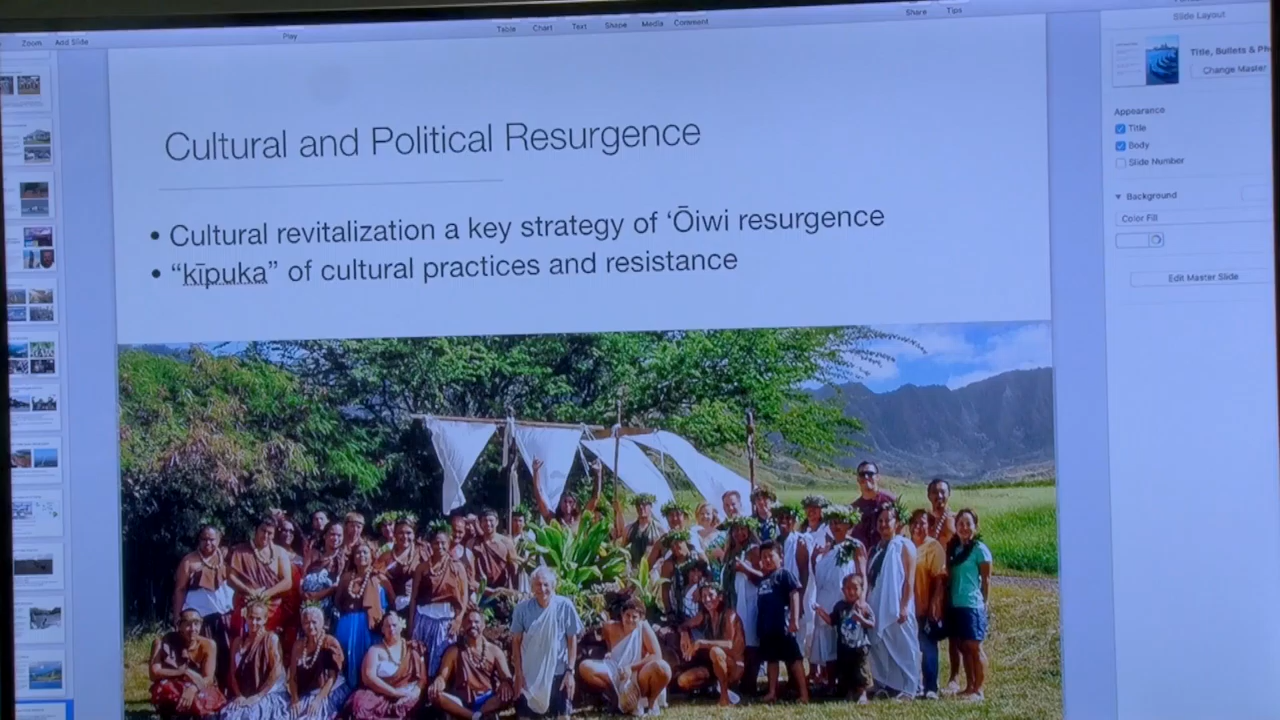 Zoom
Add Slide
Play
Table
Chart
Text
Shape
Media
Comment
Share
Tips
Slide Layout
Title, Bullets & Ph
Change Master
Appearance
Title
Body
Slide Number
Background
Color Fill
Edit Master Slide
Cultural and Political Resurgence
• Cultural revitalization a key strategy of ‘Ōiwi resurgence
• “kīpuka” of cultural practices and resistance